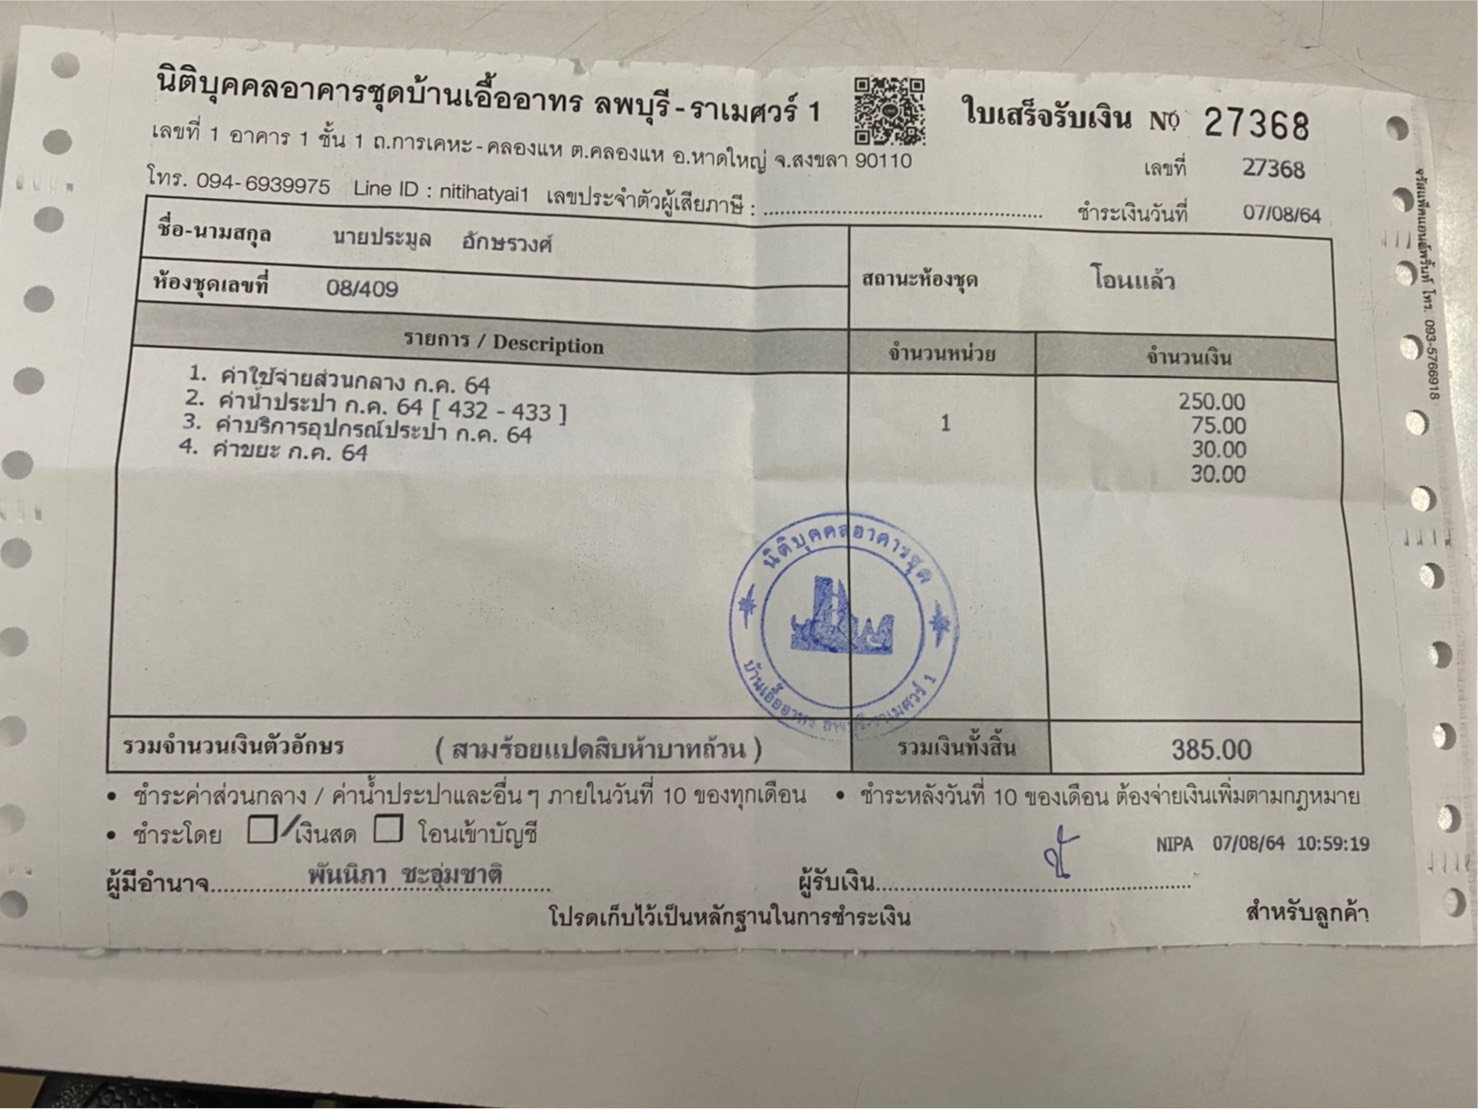 นิติบุคคลอาคารชุดบ้านเอื้ออาทร ลพบุรี-ราเมศวร์ 1
ใบเสร็จรับเงิน № 27368
เลขที่ 1 อาคาร 1 ชั้น 1 ถ.การเคหะ-คลองแห ต.คลองแห อ.หาดใหญ่ จ.สงขลา 90110
เลขที่ 27368
โทร. 094-6939975 Line ID : nitihatyai1 เลขประจำตัวผู้เสียภาษี : ........................................
ชำระเงินวันที่ 07/08/64
ชื่อ-นามสกุล นายประมูล อักษรวงศ์
ห้องชุดเลขที่ 08/409
สถานะห้องชุด โอนแล้ว
รายการ / Description จำนวนหน่วย จำนวนเงิน
1. ค่าใช้จ่ายส่วนกลาง ก.ค. 64 250.00
2. ค่าน้ำประปา ก.ค. 64 [ 432 - 433 ] 1 75.00
3. ค่าบริการอุปกรณ์ประปา ก.ค. 64 30.00
4. ค่าขยะ ก.ค. 64 30.00
นิติบุคคลอาคารชุด
บ้านเอื้ออาทร ลพบุรี-ราเมศวร์ 1
รวมจำนวนเงินตัวอักษร ( สามร้อยแปดสิบห้าบาทถ้วน ) รวมเงินทั้งสิ้น 385.00
• ชำระค่าส่วนกลาง / ค่าน้ำประปาและอื่นๆ ภายในวันที่ 10 ของทุกเดือน • ชำระหลังวันที่ 10 ของเดือน ต้องจ่ายเงินเพิ่มตามกฎหมาย
• ชำระโดย ☐/เงินสด ☐ โอนเข้าบัญชี
NIPA 07/08/64 10:59:19
ผู้มีอำนาจ....พันนิภา ชะอุ่มชาติ....
ผู้รับเงิน........................................
โปรดเก็บไว้เป็นหลักฐานในการชำระเงิน
สำหรับลูกค้า
โทร. 093-5766918